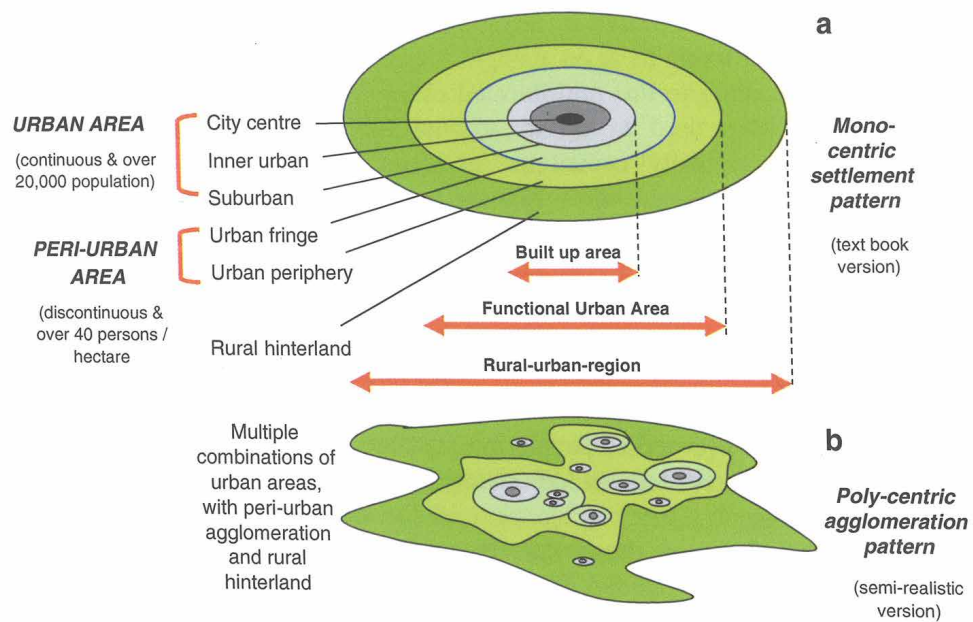 a
URBAN AREA
(continuous & over
20,000 population)
City centre
Inner urban
Suburban
PERI-URBAN
AREA
(discontinuous &
over 40 persons /
hectare
Urban fringe
Urban periphery
Rural hinterland
Mono-
centric
settlement
pattern
(text book
version)
Built up area
Functional Urban Area
Rural-urban-region
b
Multiple
combinations of
urban areas,
with peri-urban
agglomeration
and rural
hinterland
Poly-centric
agglomeration
pattern
(semi-realistic
version)